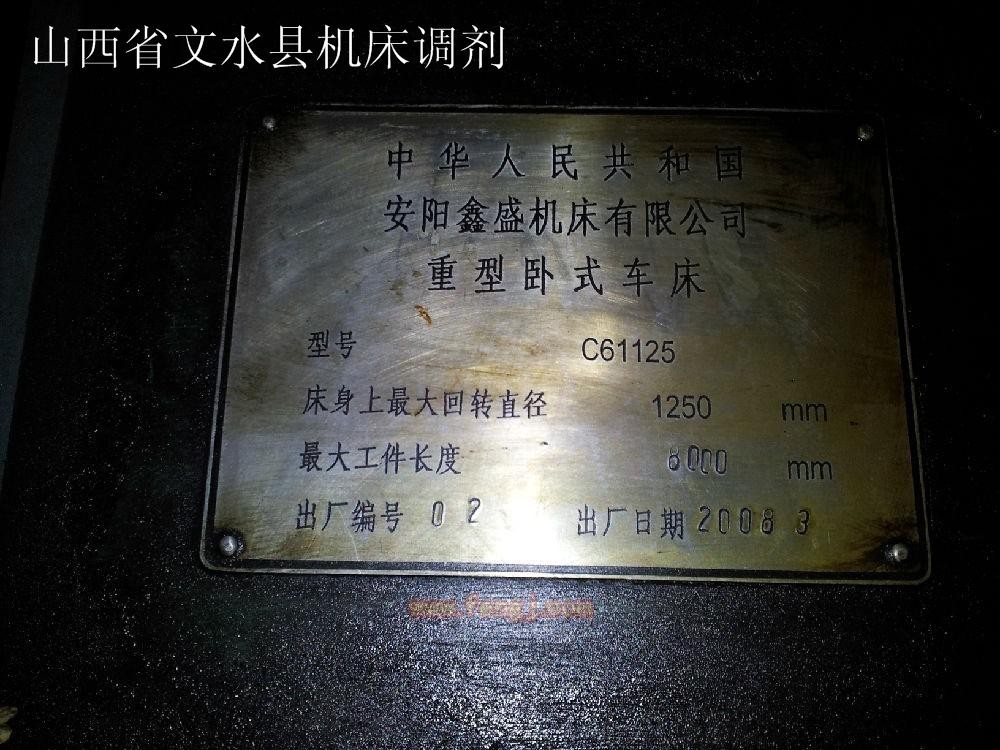 山西省文水县机床调剂
中华人民共和国
安阳鑫盛机床有限公司
重型卧式车床
型号 C61125
床身上最大回转直径 1250 mm
最大工件长度 8000 mm
出厂编号 02 出厂日期 2008 3